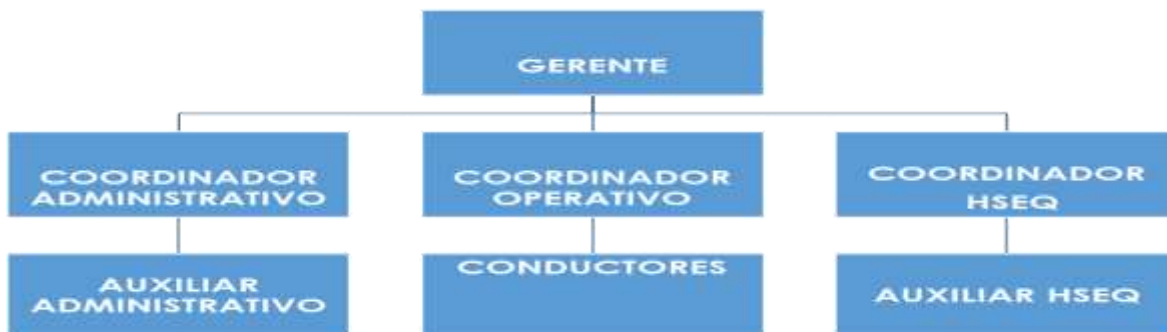 GERENTE
COORDINADOR
ADMINISTRATIVO
COORDINADOR
OPERATIVO
COORDINADOR
HSEQ
AUXILIAR
ADMINISTRATIVO
CONDUCTORES
AUXILIAR HSEQ